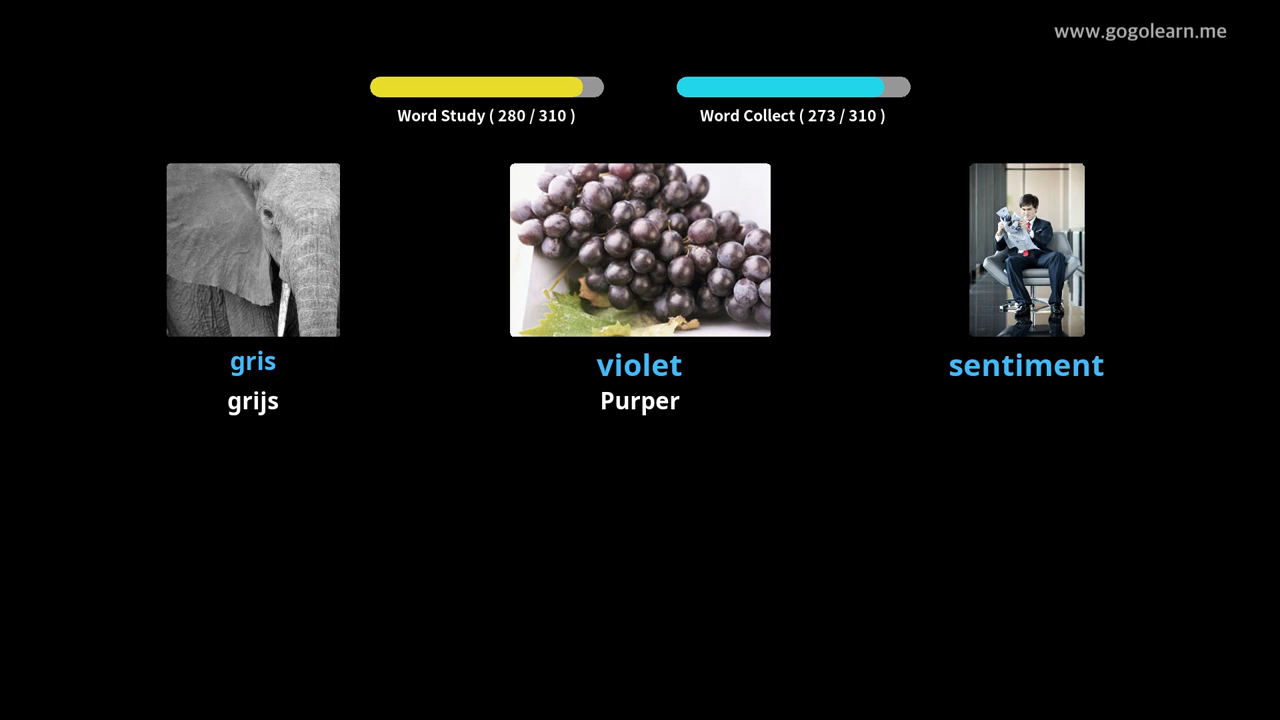 www.gogolearn.me
Word Study ( 280 / 310 )
Word Collect ( 273 / 310 )
gris
grijs
violet
Purper
sentiment